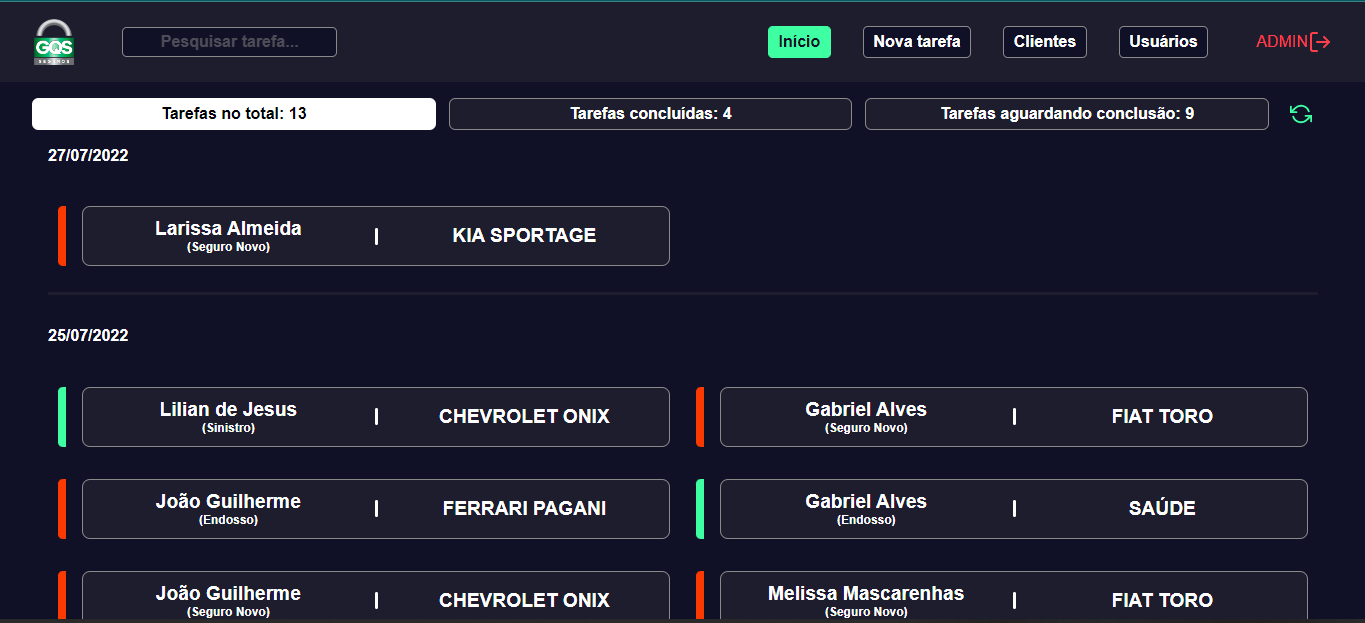 GQS
SEGUROS
Pesquisar tarefa...
Início
Nova tarefa
Clientes
Usuários
ADMIN
Tarefas no total: 13
Tarefas concluídas: 4
Tarefas aguardando conclusão: 9
27/07/2022
Larissa Almeida
(Seguro Novo)
|
KIA SPORTAGE
25/07/2022
Lilian de Jesus
(Sinistro)
|
CHEVROLET ONIX
Gabriel Alves
(Seguro Novo)
|
FIAT TORO
João Guilherme
(Endosso)
|
FERRARI PAGANI
Gabriel Alves
(Endosso)
|
SAÚDE
João Guilherme
(Seguro Novo)
|
CHEVROLET ONIX
Melissa Mascarenhas
(Seguro Novo)
|
FIAT TORO